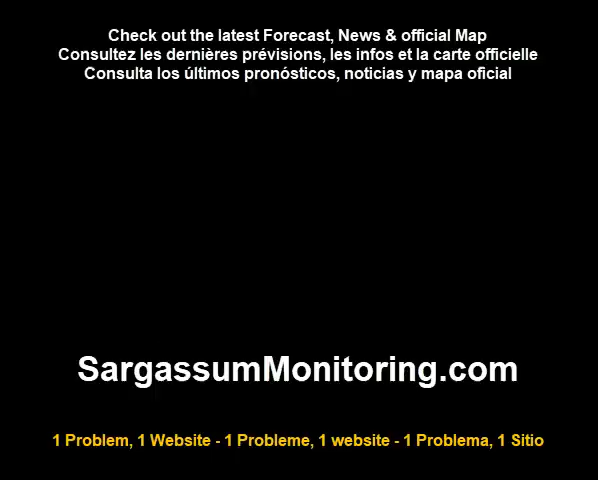 Check out the latest Forecast, News & official Map
Consultez les dernières prévisions, les infos et la carte officielle
Consulta los últimos pronósticos, noticias y mapa oficial
SargassumMonitoring.com
1 Problem, 1 Website - 1 Probleme, 1 website - 1 Problema, 1 Sitio